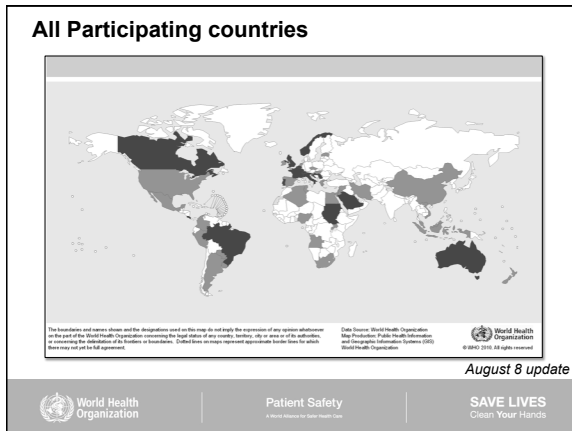 All Participating countries
The boundaries and names shown and the designations used on this map do not imply the expression of any opinion whatsoever
on the part of the World Health Organization concerning the legal status of any country, territory, city or area or of its authorities,
or concerning the delimitation of its frontiers or boundaries. Dotted lines on maps represent approximate border lines for which
there may not yet be full agreement.
Data Source: World Health Organization
Map Production: Public Health Information
and Geographic Information Systems (GIS)
World Health Organization
World Health
Organization
© WHO 2010. All rights reserved
August 8 update
World Health
Organization
Patient Safety
A World Alliance for Safer Health Care
SAVE LIVES
Clean Your Hands